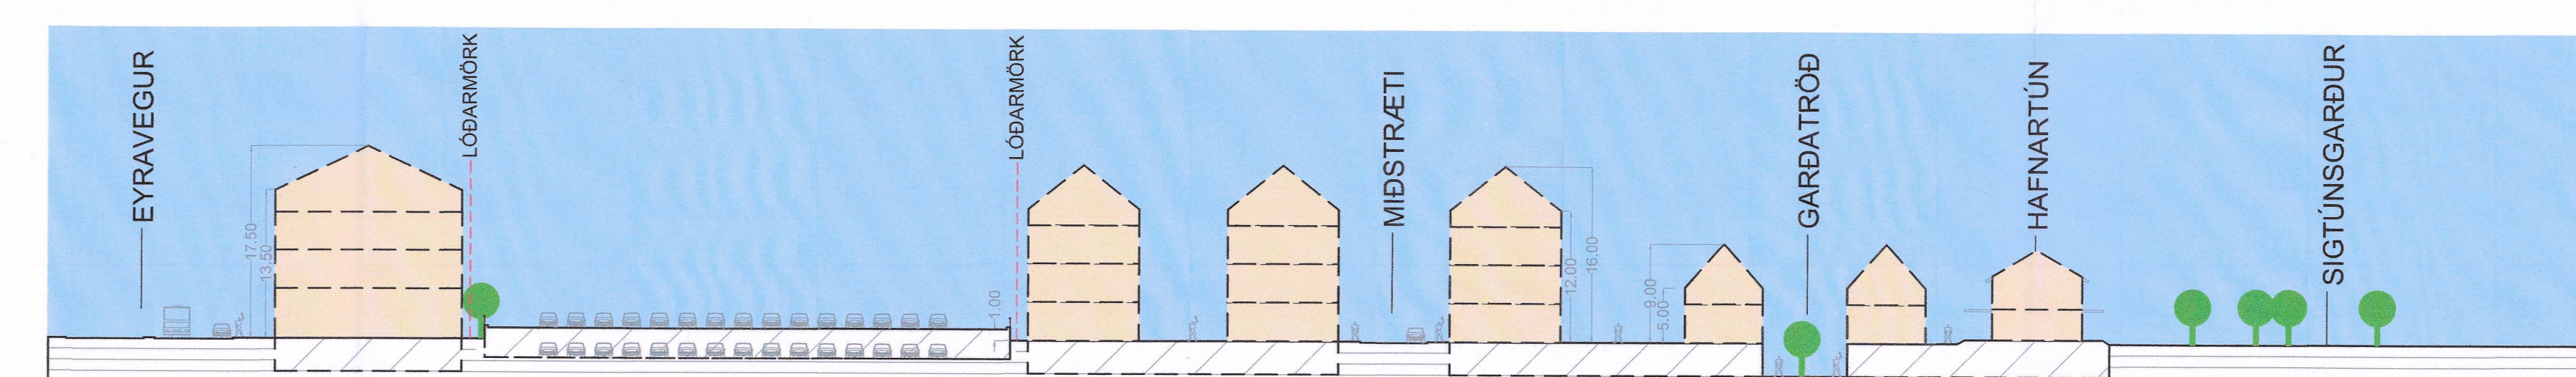 EYRAVEGUR
17.50
13.50
LÓÐARMÖRK
1.00
LÓÐARMÖRK
MIÐSTRÆTI
12.00
16.00
9.00
5.00
GARÐATRÖÐ
HAFNARTÚN
SIGTÚNSGARÐUR